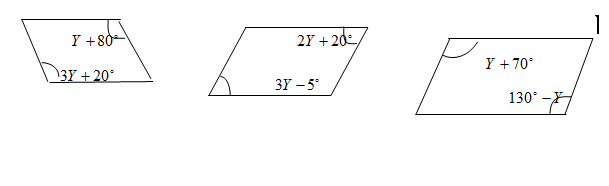 Y + 80°
3Y + 20°
2Y + 20°
3Y − 5°
Y + 70°
130° − Y